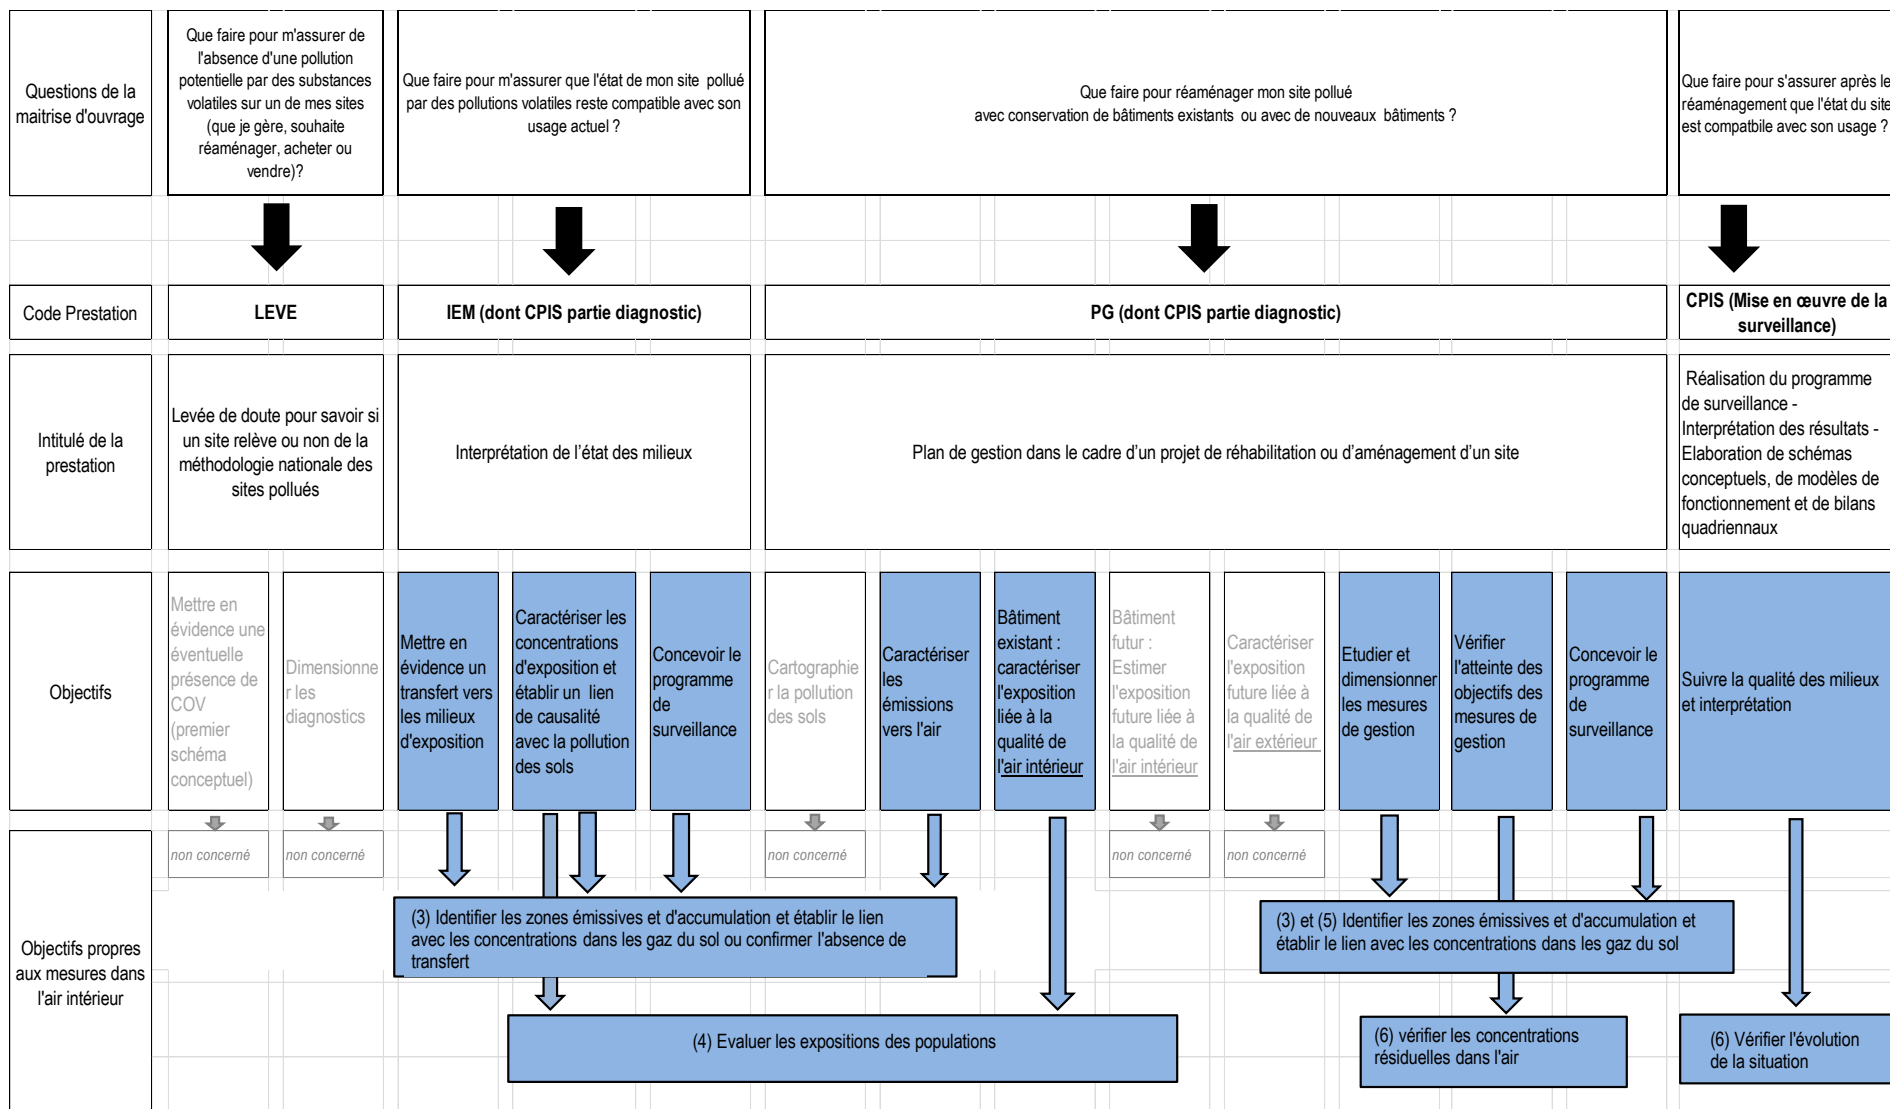 Questions de la
maitrise d'ouvrage
Que faire pour m'assurer de
l'absence d'une pollution
potentielle par des substances
volatiles sur un de mes sites
(que je gère, souhaite
réaménager, acheter ou
vendre)?
Que faire pour m'assurer que l'état de mon site pollué
par des pollutions volatiles reste compatible avec son
usage actuel ?
Que faire pour réaménager mon site pollué
avec conservation de bâtiments existants ou avec de nouveaux bâtiments ?
Que faire pour s'assurer après le
réaménagement que l'état du site
est compatbile avec son usage ?
Code Prestation
LEVE
IEM (dont CPIS partie diagnostic)
PG (dont CPIS partie diagnostic)
CPIS (Mise en œuvre de la
surveillance)
Intitulé de la
prestation
Levée de doute pour savoir si
un site relève ou non de la
méthodologie nationale des
sites pollués
Interprétation de l'état des milieux
Plan de gestion dans le cadre d'un projet de réhabilitation ou d'aménagement d'un site
Réalisation du programme
de surveillance -
Interprétation des résultats -
Elaboration de schémas
conceptuels, de modèles de
fonctionnement et de bilans
quadriennaux
Objectifs
Mettre en
évidence une
éventuelle
présence de
COV
(premier
schéma
conceptuel)
Dimensionne
r les
diagnostics
Mettre en
évidence un
transfert vers
les milieux
d'exposition
Caractériser les
concentrations
d'exposition et
établir un lien
de causalité
avec la pollution
des sols
Concevoir le
programme
de
surveillance
Cartographie
r la pollution
des sols
Caractériser
les
émissions
vers l'air
Bâtiment
existant :
caractériser
l'exposition
liée à la
qualité de
l'air intérieur
Bâtiment
futur :
Estimer
l'exposition
future liée à
la qualité de
l'air intérieur
Caractériser
l'exposition
future liée à
la qualité de
l'air extérieur
Etudier et
dimensionner
les mesures
de gestion
Vérifier
l'atteinte des
objectifs des
mesures de
gestion
Concevoir le
programme
de
surveillance
Suivre la qualité des milieux
et interprétation
non concerné
non concerné
non concerné
non concerné
non concerné
Objectifs propres
aux mesures dans
l'air intérieur
(3) Identifier les zones émissives et d'accumulation et établir le lien
avec les concentrations dans les gaz du sol ou confirmer l'absence de
transfert
(3) et (5) Identifier les zones émissives et d'accumulation et
établir le lien avec les concentrations dans les gaz du sol
(4) Evaluer les expositions des populations
(6) vérifier les concentrations
résiduelles dans l'air
(6) Vérifier l'évolution
de la situation